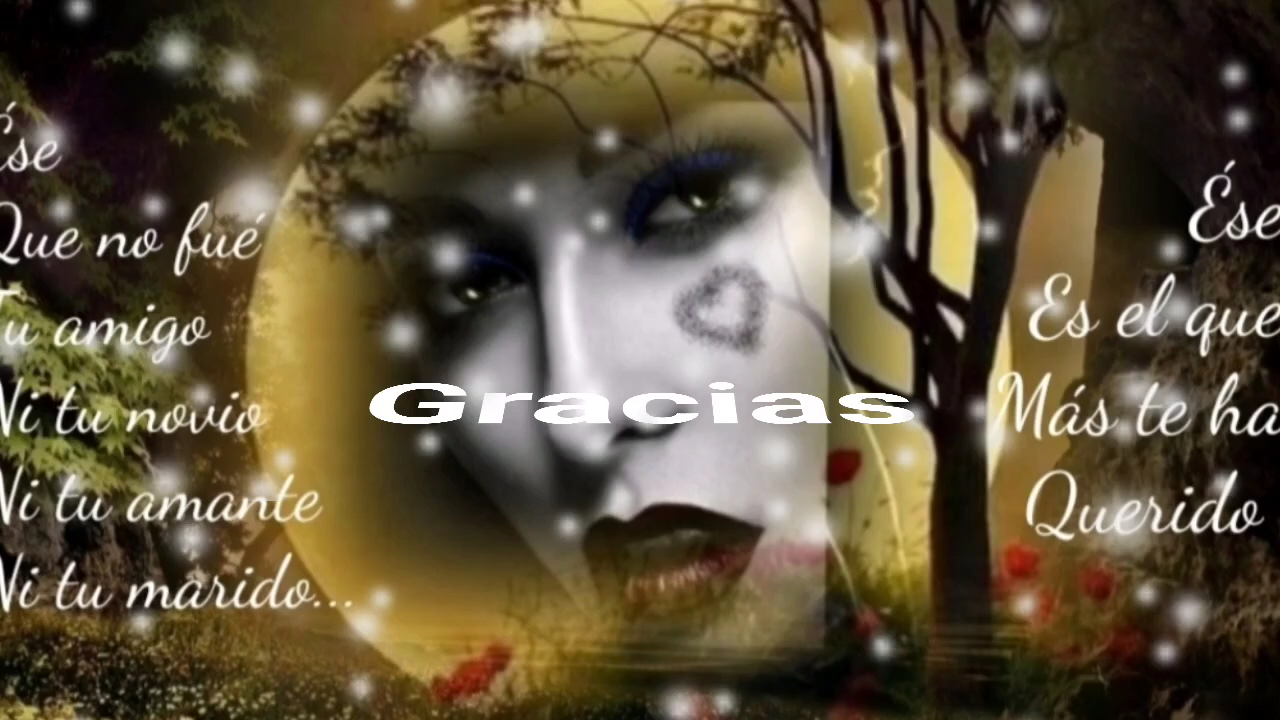 Ése
Que no fué
Tu amigo
Ni tu novio
Ni tu amante
Ni tu marido...
Gracias
Ése
Es el que
Más te ha
Querido